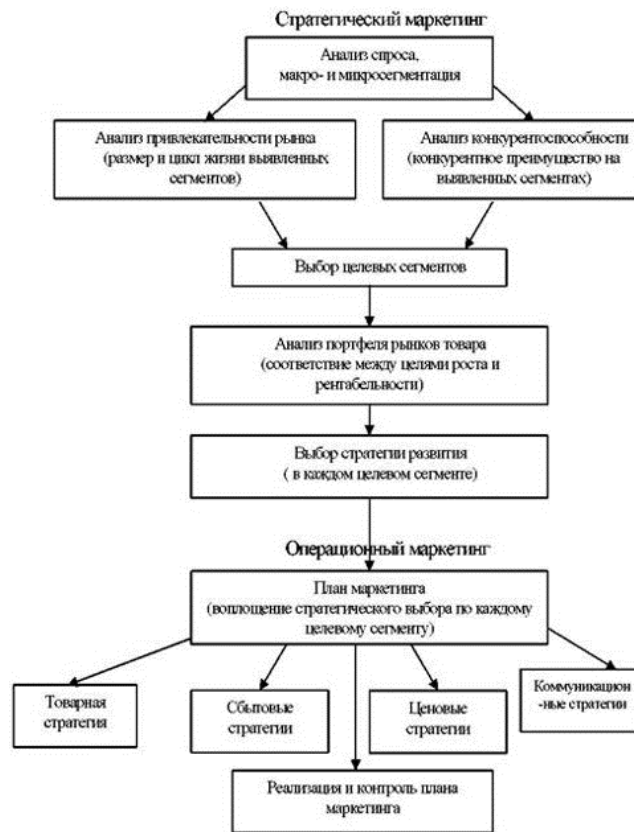 Стратегический маркетинг
Анализ спроса,
макро- и микросегментация
Анализ привлекательности рынка
(размер и цикл жизни выявленных
сегментов)
Анализ конкурентоспособности
(конкурентное преимущество на
выявленных сегментах)
Выбор целевых сегментов
Анализ портфеля рынков товара
(соответствие между целями роста и
рентабельности)
Выбор стратегии развития
( в каждом целевом сегменте)
Операционный маркетинг
План маркетинга
(воплощение стратегического выбора по каждому
целевому сегменту)
Товарная
стратегия
Сбытовые
стратегии
Ценовые
стратегии
Коммуникацион
-ные стратегии
Реализация и контроль плана
маркетинга